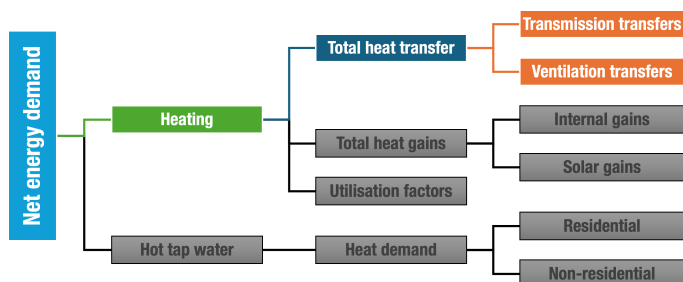 Net energy demand
Heating
Total heat transfer
Transmission transfers
Ventilation transfers
Total heat gains
Internal gains
Solar gains
Utilisation factors
Hot tap water
Heat demand
Residential
Non-residential